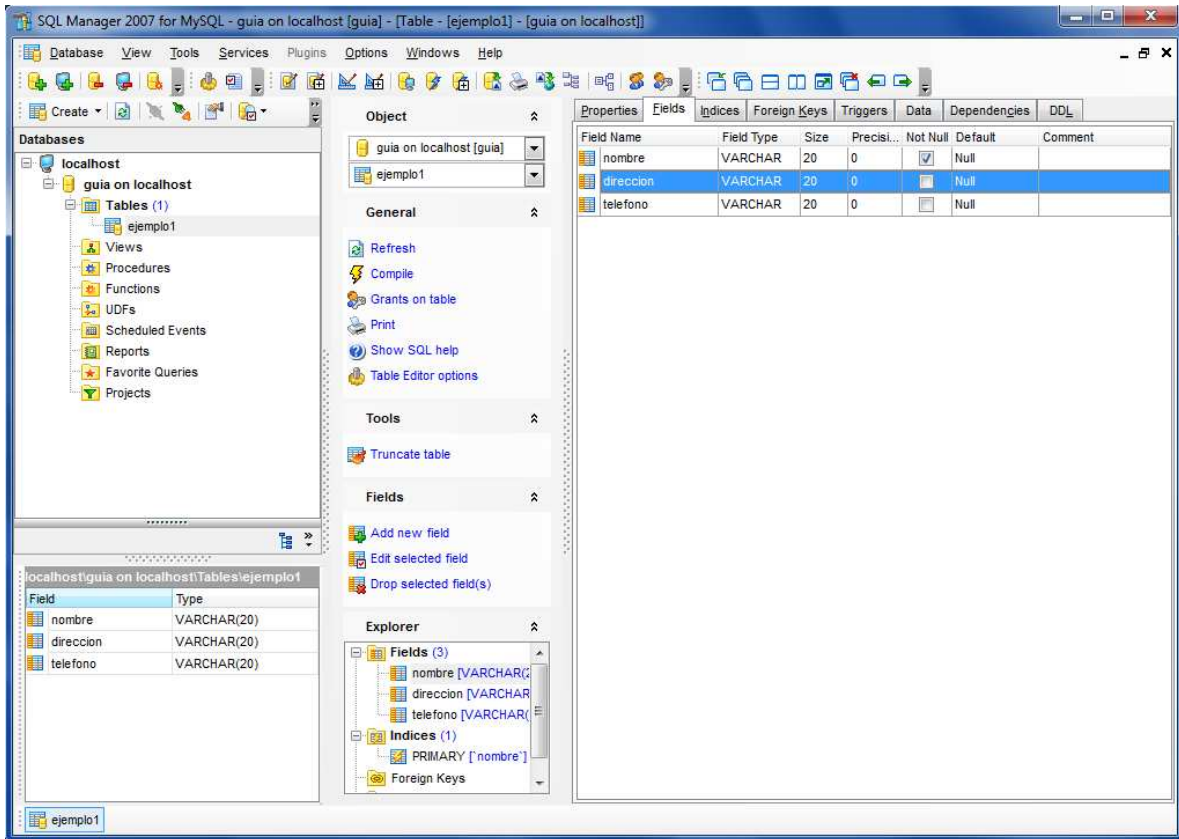 SQL Manager 2007 for MySQL - guia on localhost [guia] - [Table - [ejemplo1] - [guia on localhost]]
Database View Tools Services Plugins Options Windows Help
Create
Databases
localhost
guia on localhost
Tables (1)
ejemplo1
Views
Procedures
Functions
UDFs
Scheduled Events
Reports
Favorite Queries
Projects
localhost\guia on localhost\Tables\ejemplo1
Field Type
nombre VARCHAR(20)
direccion VARCHAR(20)
telefono VARCHAR(20)
Object
guia on localhost [guia]
ejemplo1
General
Refresh
Compile
Grants on table
Print
Show SQL help
Table Editor options
Tools
Truncate table
Fields
Add new field
Edit selected field
Drop selected field(s)
Explorer
Fields (3)
nombre [VARCHAR(2
direccion [VARCHAR
telefono [VARCHAR(
Indices (1)
PRIMARY [`nombre`]
Foreign Keys
Properties Fields Indices Foreign Keys Triggers Data Dependencies DDL
Field Name Field Type Size Precisi... Not Null Default Comment
nombre VARCHAR 20 0 Null
direccion VARCHAR 20 0 Null
telefono VARCHAR 20 0 Null
ejemplo1